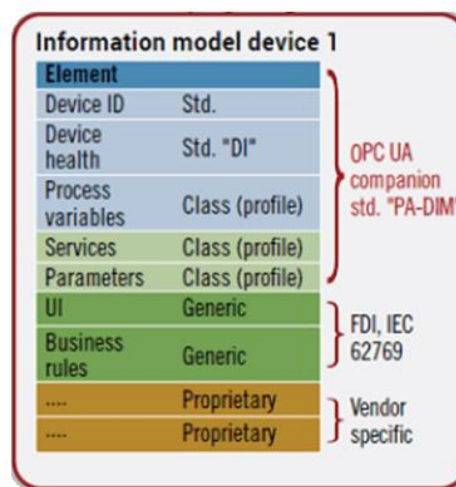 Information model device 1
Element
Device ID Std.
Device
health Std. "DI"
Process
variables Class (profile)
Services Class (profile)
Parameters Class (profile)
UI Generic
Business
rules Generic
.... Proprietary
.... Proprietary
OPC UA
companion
std. "PA-DIM"
FDI, IEC
62769
Vendor
specific